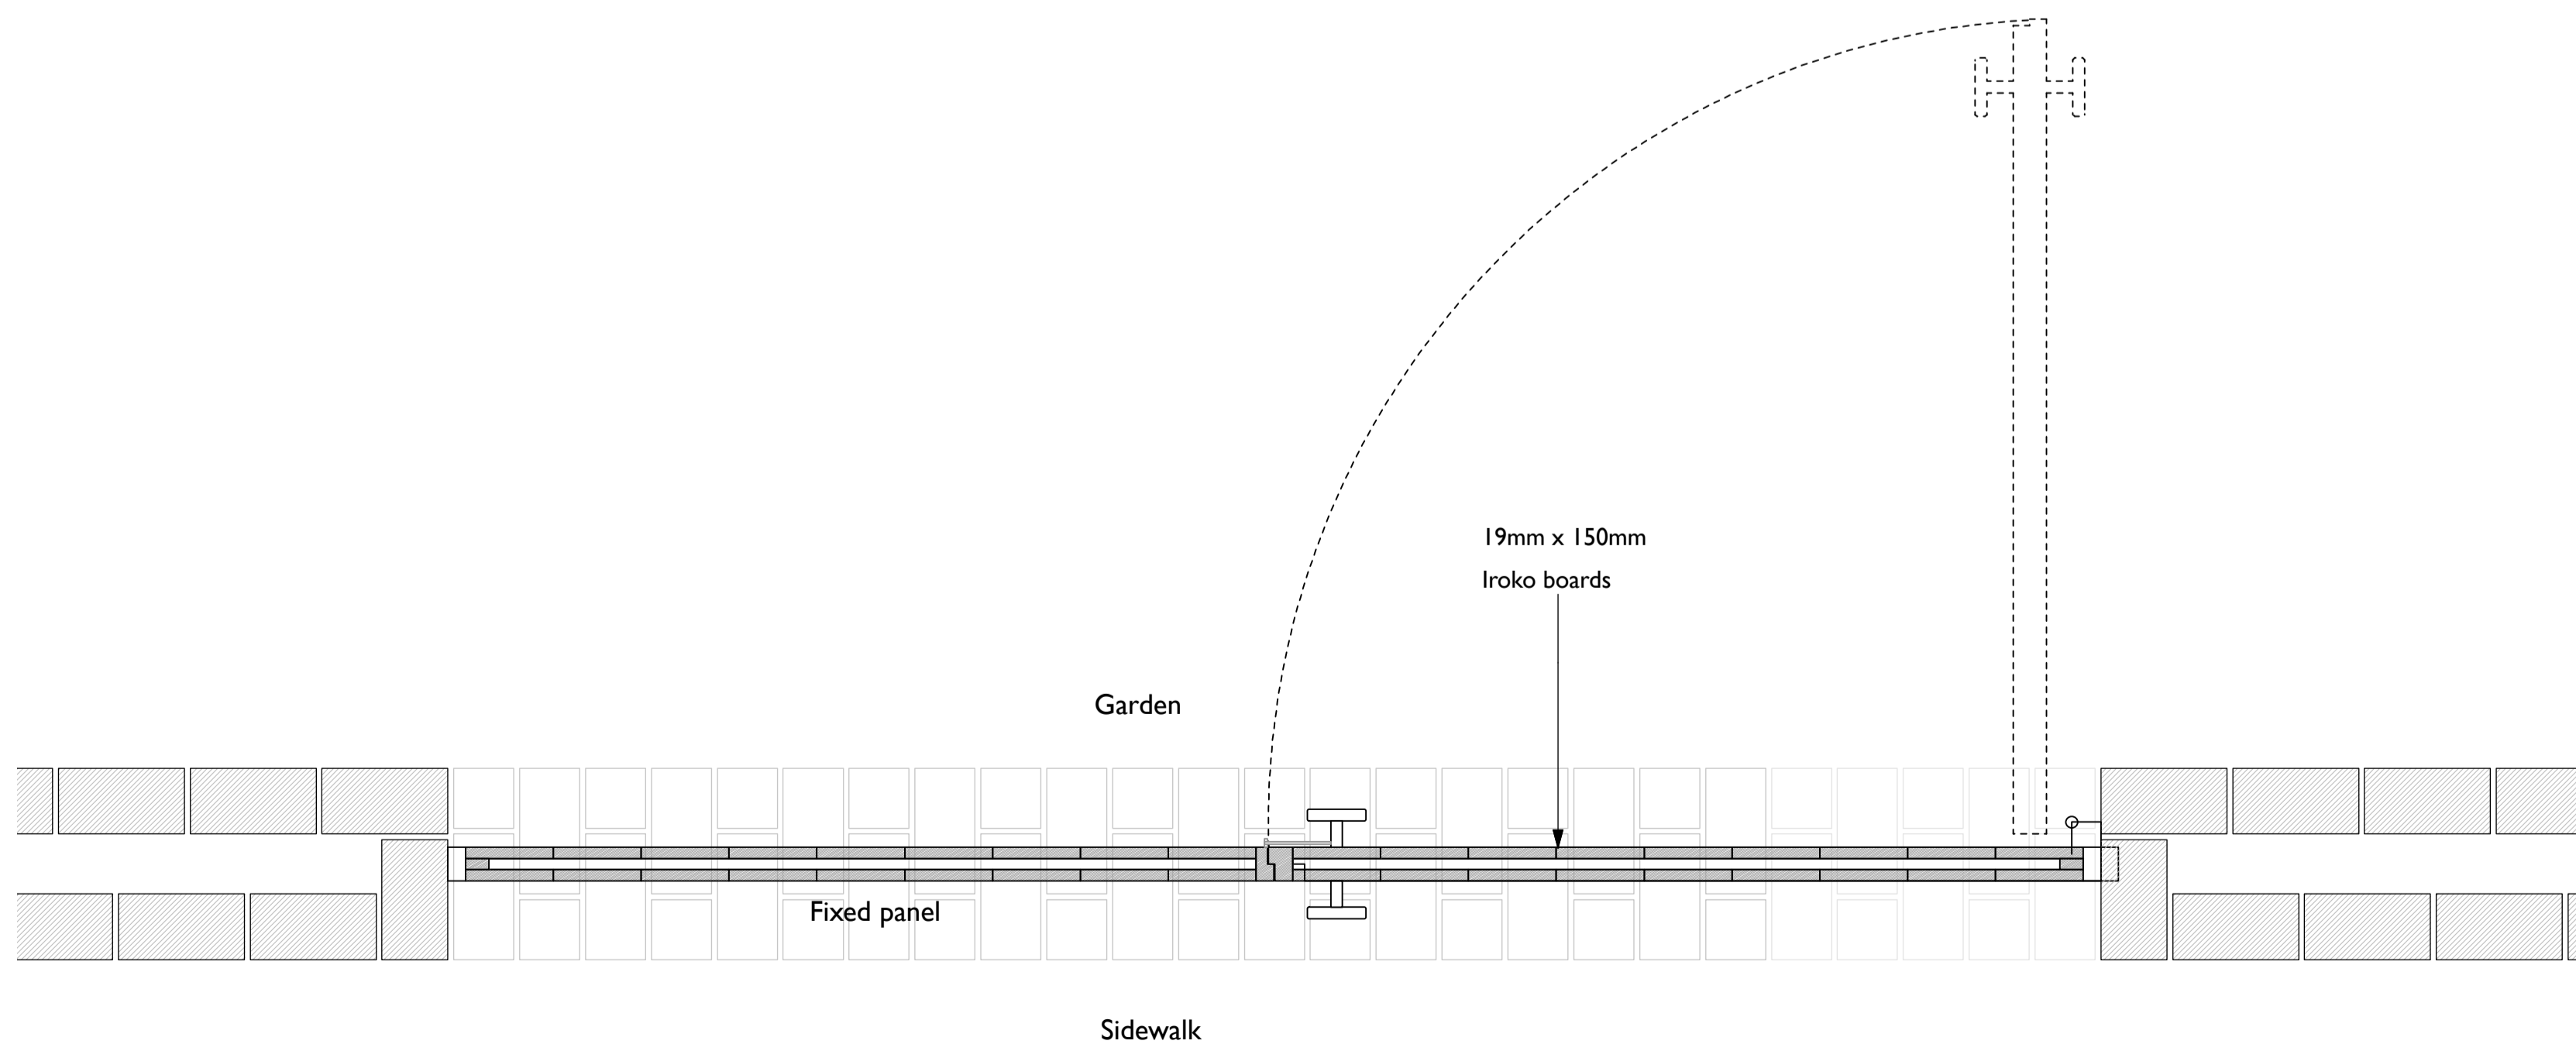 19mm x 150mm
Iroko boards
Garden
Fixed panel
Sidewalk